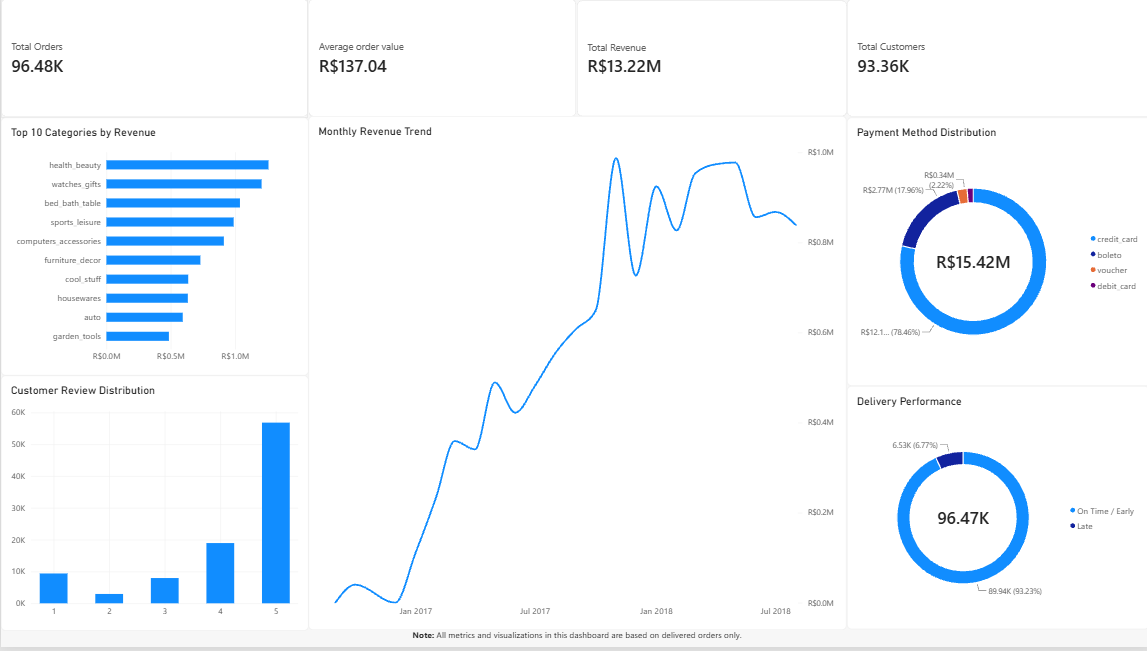 Total Orders
96.48K
Average order value
R$137.04
Total Revenue
R$13.22M
Total Customers
93.36K
Top 10 Categories by Revenue
health_beauty
watches_gifts
bed_bath_table
sports_leisure
computers_accessories
furniture_decor
cool_stuff
housewares
auto
garden_tools
R$0.0M R$0.5M R$1.0M
Customer Review Distribution
60K
50K
40K
30K
20K
10K
0K
1 2 3 4 5
Monthly Revenue Trend
R$1.0M
R$0.8M
R$0.6M
R$0.4M
R$0.2M
R$0.0M
Jan 2017 Jul 2017 Jan 2018 Jul 2018
Payment Method Distribution
R$0.34M
(2.22%)
R$2.77M (17.96%)
R$15.42M
R$12.1... (78.46%)
credit_card
boleto
voucher
debit_card
Delivery Performance
6.53K (6.77%)
96.47K
89.94K (93.23%)
On Time / Early
Late
Note: All metrics and visualizations in this dashboard are based on delivered orders only.